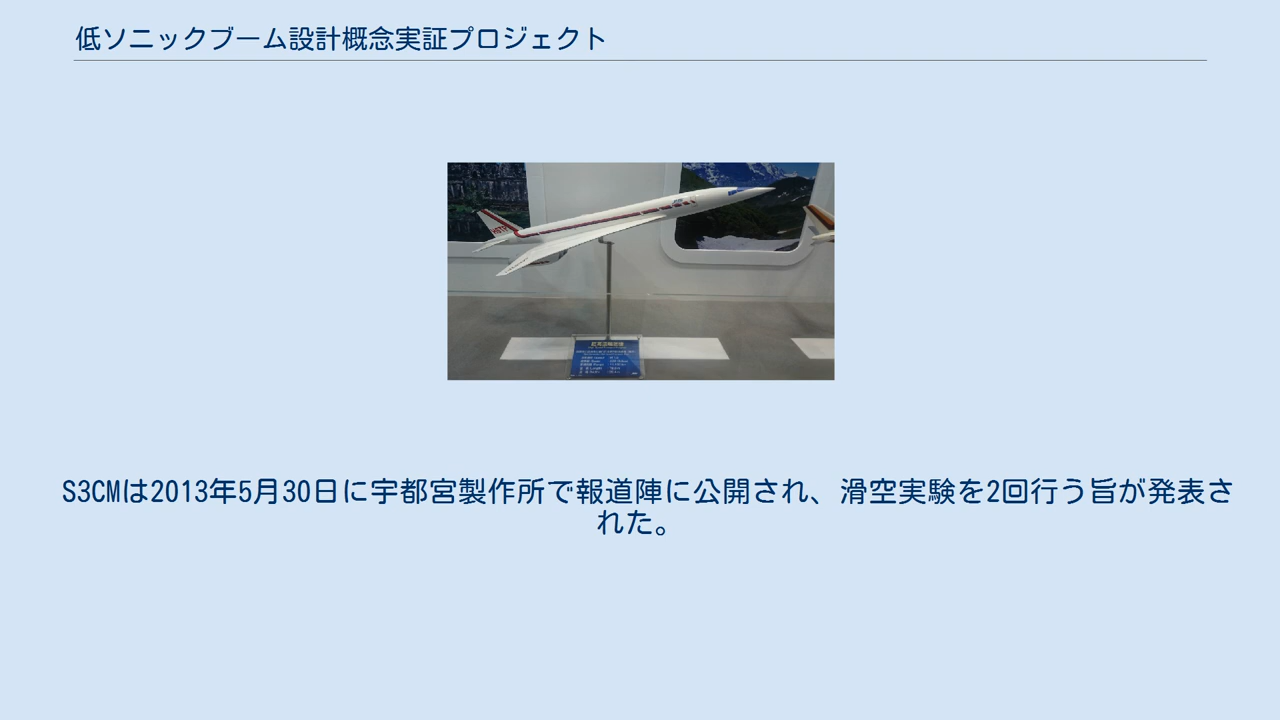 低ソニックブーム設計概念実証プロジェクト
S3CMは2013年5月30日に宇都宮製作所で報道陣に公開され、滑空実験を2回行う旨が発表さ
れた。